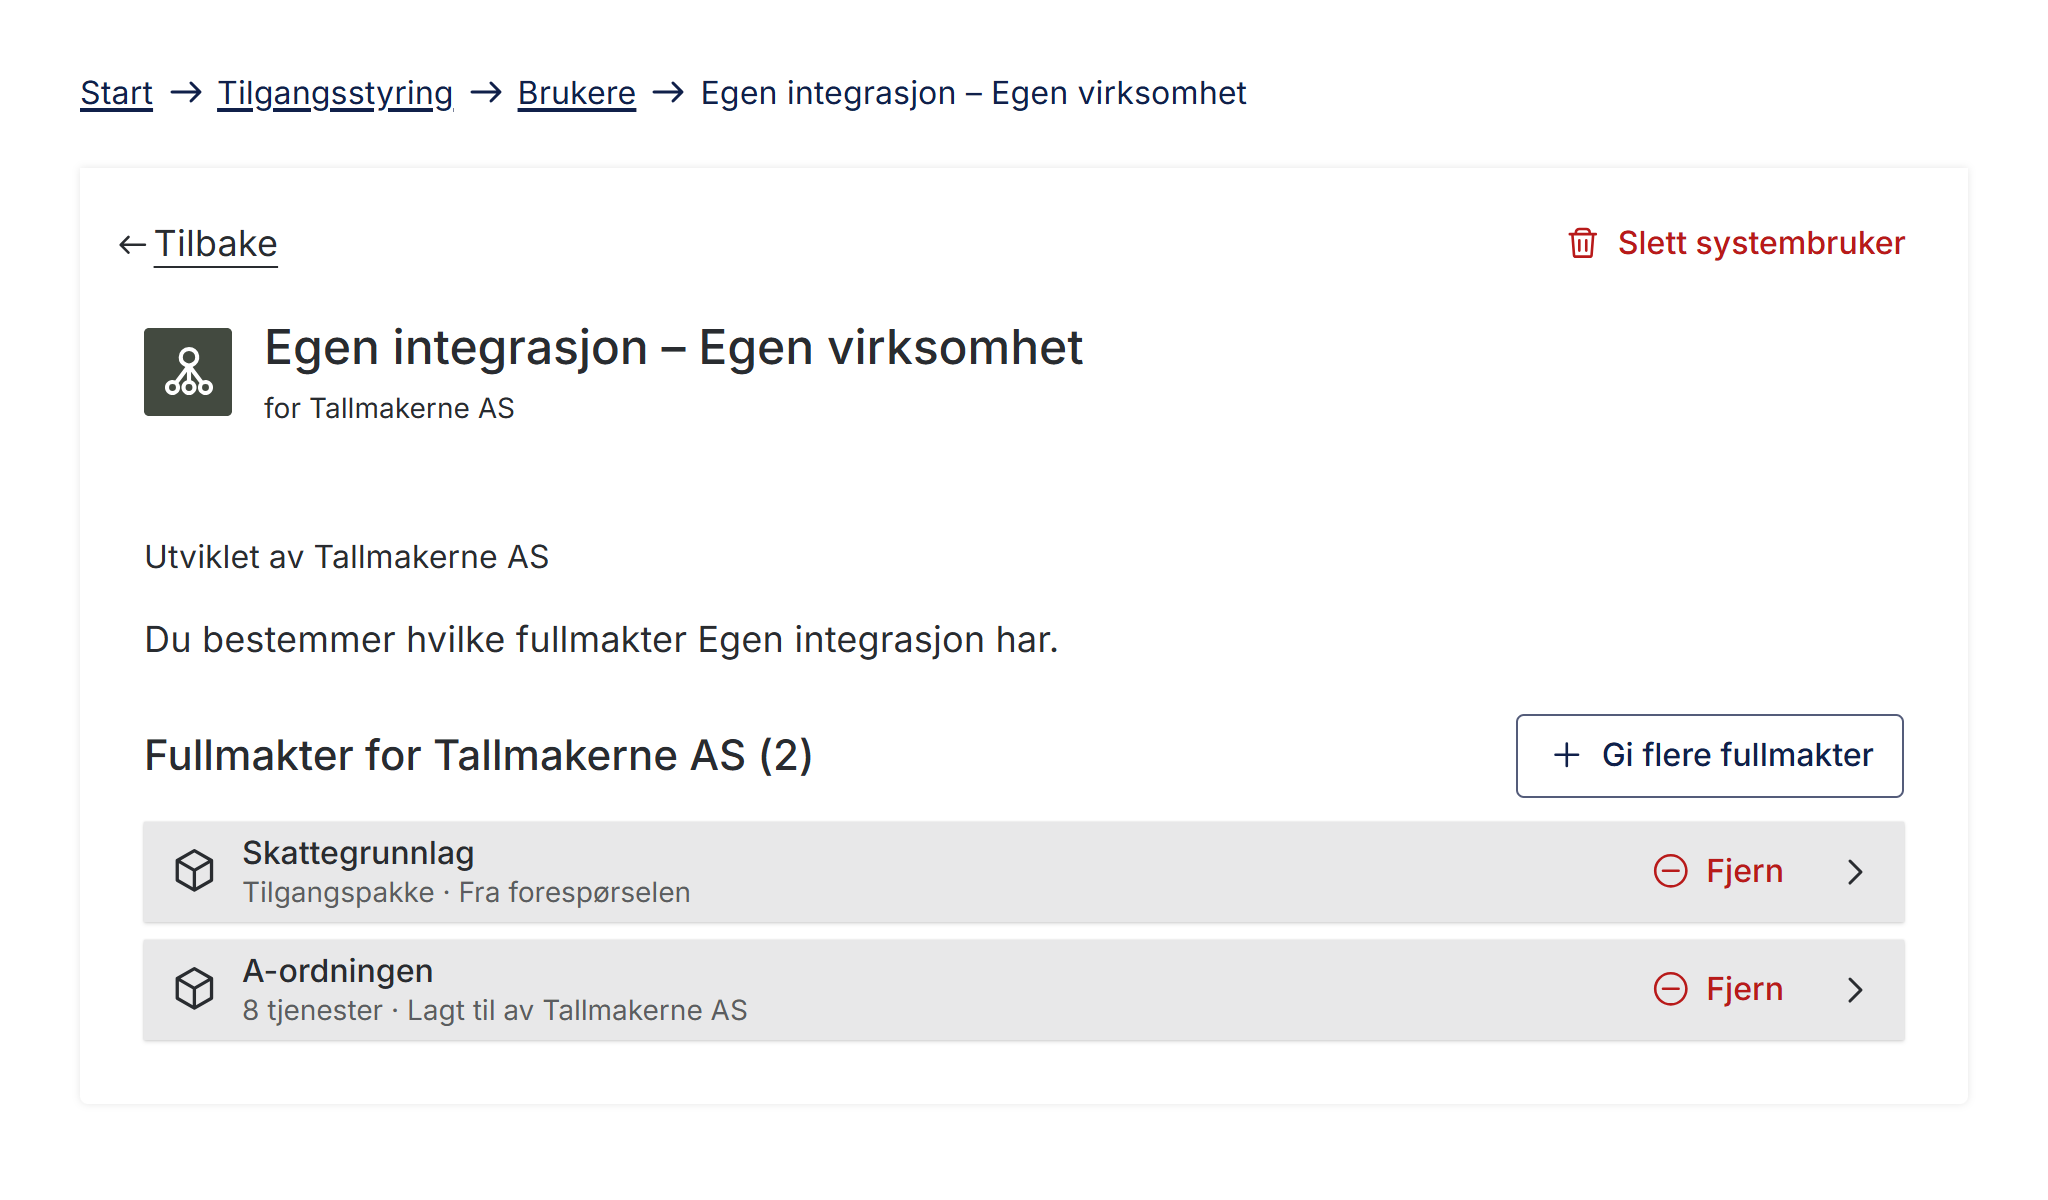 Start → Tilgangsstyring → Brukere → Egen integrasjon – Egen virksomhet
← Tilbake
Slett systembruker
Egen integrasjon – Egen virksomhet
for Tallmakerne AS
Utviklet av Tallmakerne AS
Du bestemmer hvilke fullmakter Egen integrasjon har.
Fullmakter for Tallmakerne AS (2)
+ Gi flere fullmakter
Skattegrunnlag
Tilgangspakke · Fra forespørselen
Fjern
A-ordningen
8 tjenester · Lagt til av Tallmakerne AS
Fjern